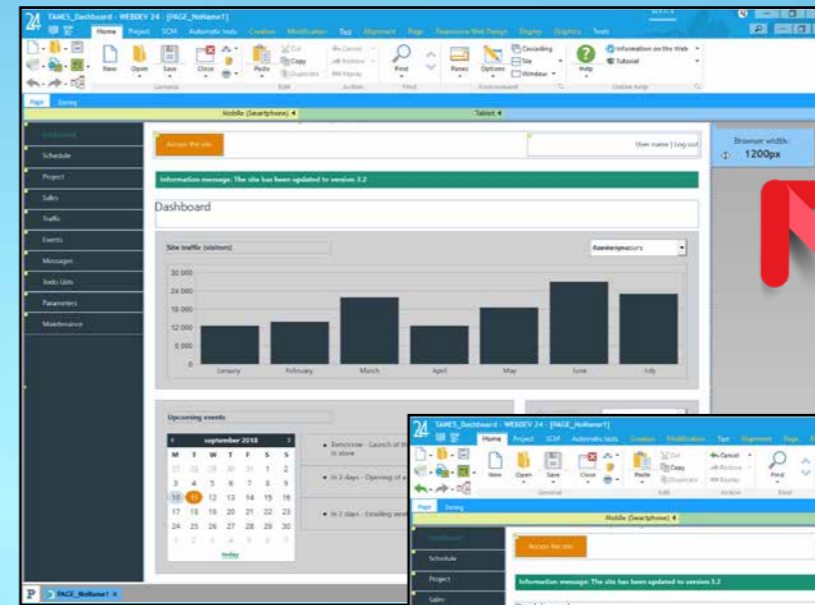 24 TAMES_Dashboard - WEBDEV 24 - [PAGE_NoName1]
Home Project SCM Automatic tools Creation Modification Text Alignment Page Responsive Web Design Display Graphics Tools
New Open Save Close Paste Cut Copy Duplicate Cancel Restore Replay Find Panes Options Cascading Tile Window Help Information on the Web Tutorial
General Edit Action Find Environment Online help
Page Zoning
Mobile (Smartphone) Tablet
Browser width:
1200px
Dashboard
Schedule
Project
Sales
Traffic
Events
Messages
Todo Lists
Parameters
Maintenance
Access the site
User name | Log out
Information message: The site has been updated to version 3.2
Dashboard
Site traffic (visitors)
30 000
24 000
18 000
12 000
6 000
0
January February March April May June July
Upcoming events
september 2018
M T W T F S S
27 28 29 30 31 1 2
3 4 5 6 7 8 9
10 11 12 13 14 15 16
17 18 19 20 21 22 23
24 25 26 27 28 29 30
1 2 3 4 5 6 7
today
Tomorrow - Launch of th
in store
In 2 days - Opening of a
PAGE_NoName1 x
24 TAMES_Dashboard - WEBDEV 24 - [PAGE_NoName1]
Home Project SCM Automatic tools Creation Modification Text Alignment Page
New Open Save Close Paste Cut Copy Duplicate Cancel Restore Replay Find
General Edit Action Find
Page Zoning
Mobile (Smartphone)
Dashboard
Schedule
Project
Sales
Access the site
Information message: The site has been updated to version 3.2